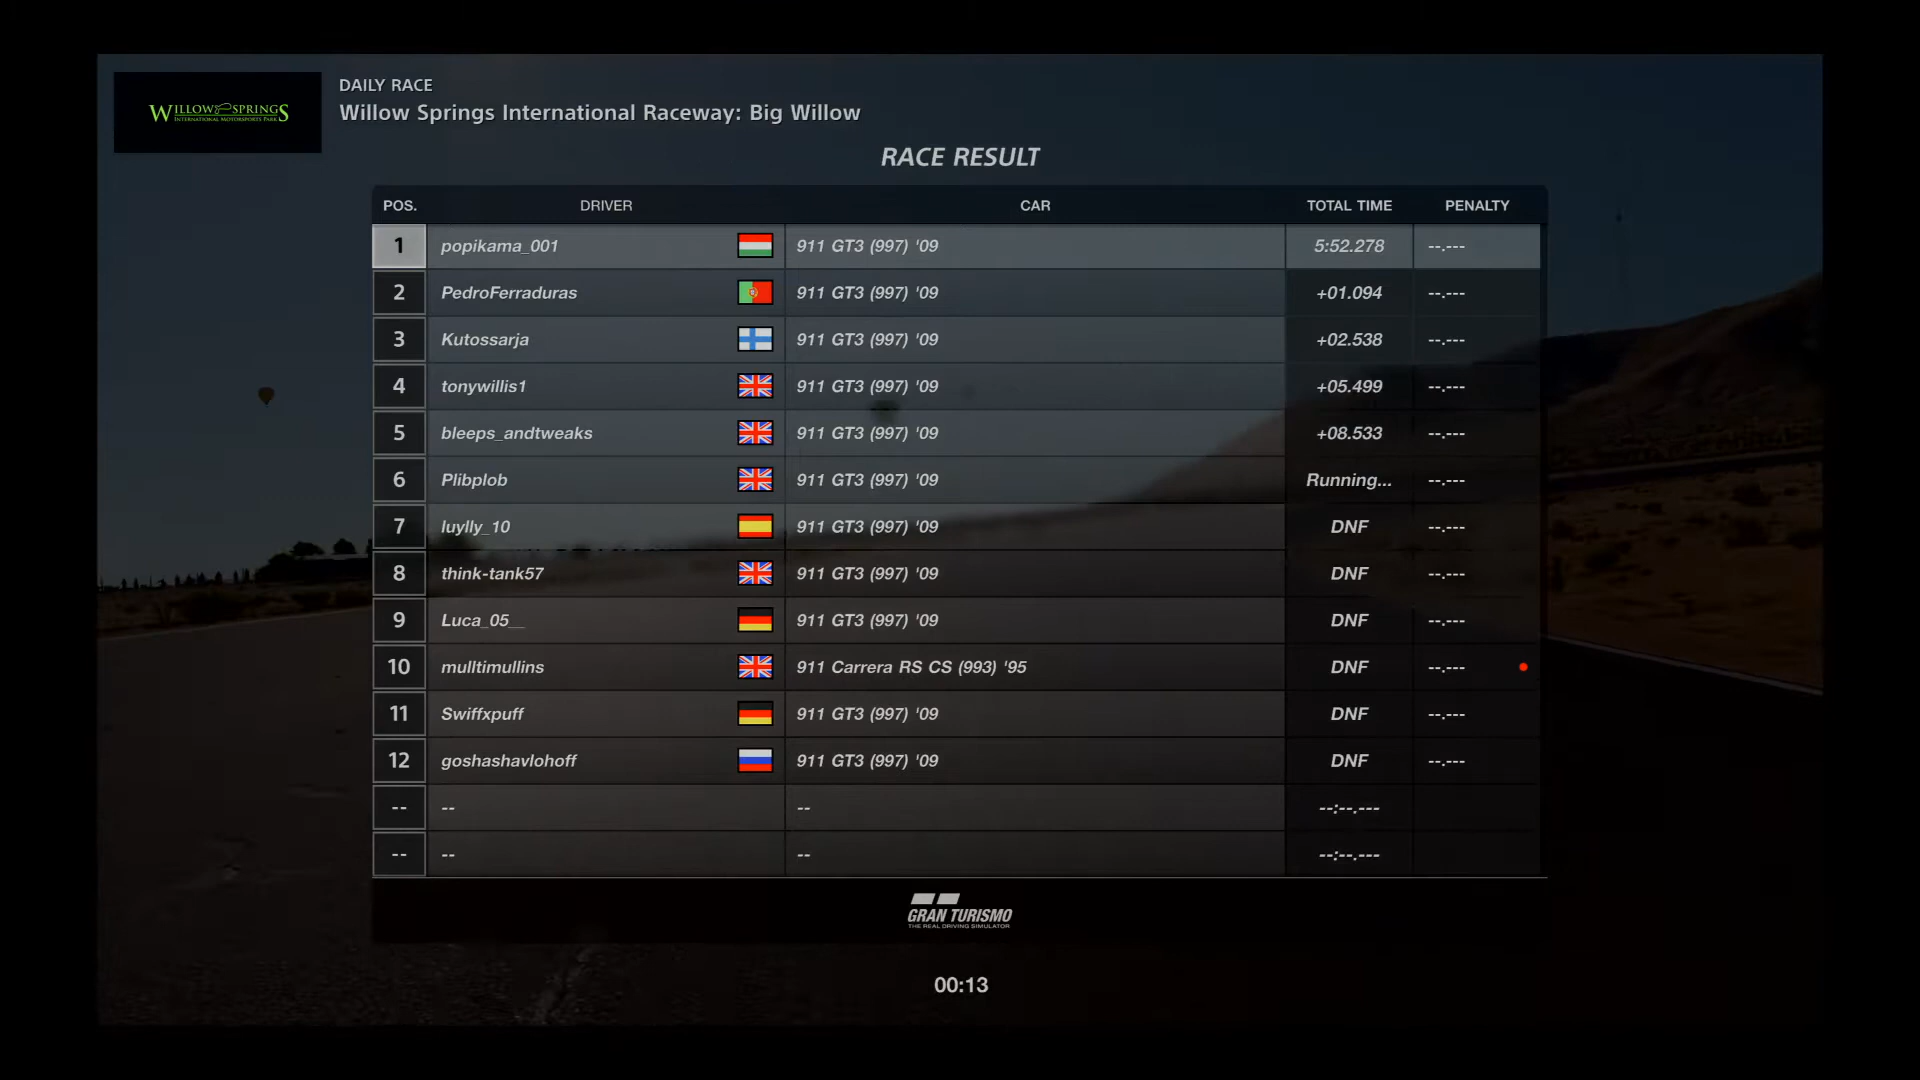 WILLOW SPRINGS
INTERNATIONAL MOTORSPORTS PARK
DAILY RACE
Willow Springs International Raceway: Big Willow
RACE RESULT
POS. DRIVER CAR TOTAL TIME PENALTY
1 popikama_001 911 GT3 (997) '09 5:52.278 --.---
2 PedroFerraduras 911 GT3 (997) '09 +01.094 --.---
3 Kutossarja 911 GT3 (997) '09 +02.538 --.---
4 tonywillis1 911 GT3 (997) '09 +05.499 --.---
5 bleeps_andtweaks 911 GT3 (997) '09 +08.533 --.---
6 Plibplob 911 GT3 (997) '09 Running... --.---
7 luylly_10 911 GT3 (997) '09 DNF --.---
8 think-tank57 911 GT3 (997) '09 DNF --.---
9 Luca_05__ 911 GT3 (997) '09 DNF --.---
10 mulltimullins 911 Carrera RS CS (993) '95 DNF --.---
11 Swiffxpuff 911 GT3 (997) '09 DNF --.---
12 goshashavlohoff 911 GT3 (997) '09 DNF --.---
-- -- -- --:--.---
-- -- -- --:--.---
GRAN TURISMO
THE REAL DRIVING SIMULATOR
00:13